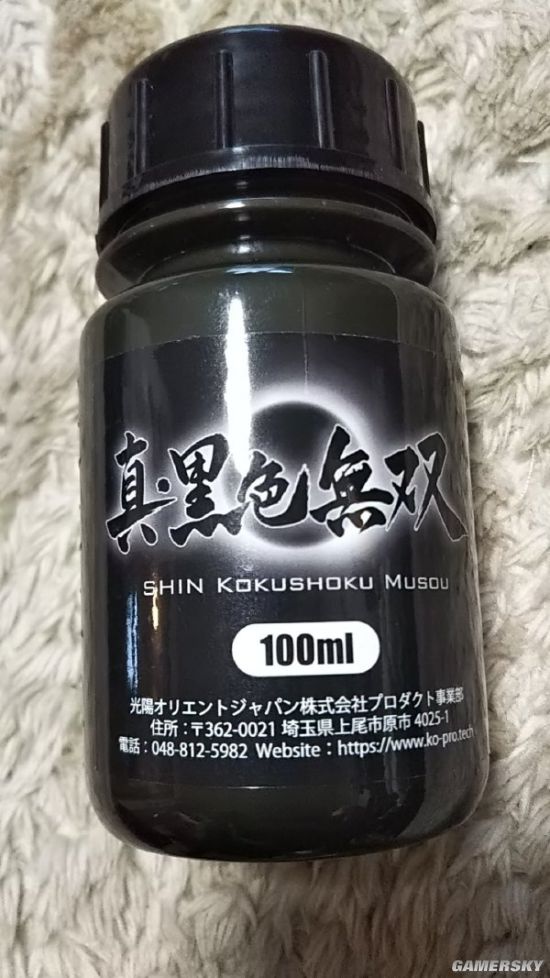 真・黒色無双
SHIN KOKUSHOKU MUSOU
100ml
光陽オリエントジャパン株式会社プロダクト事業部
住所：〒362-0021 埼玉県上尾市原市 4025-1
電話：048-812-5982 Website：https://www.ko-pro.tech
GAMERSKY